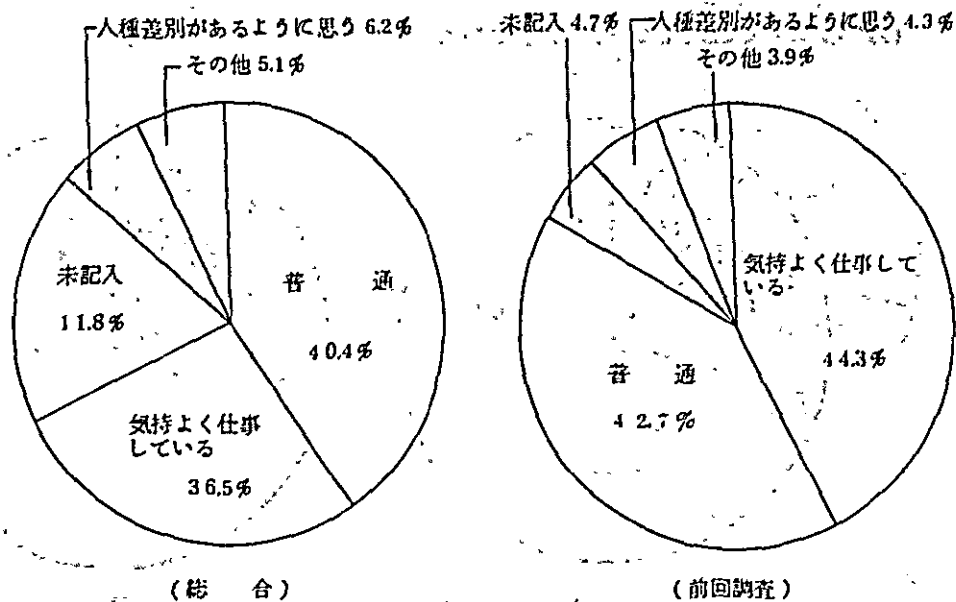 人種差別があるように思う 6.2%
その他 5.1%
未記入
11.8%
普 通
40.4%
気持よく仕事
している
36.5%
(総 合)
未記入 4.7%
人種差別があるように思う 4.3%
その他 3.9%
気持よく仕事して
いる
44.3%
普 通
42.7%
(前回調査)